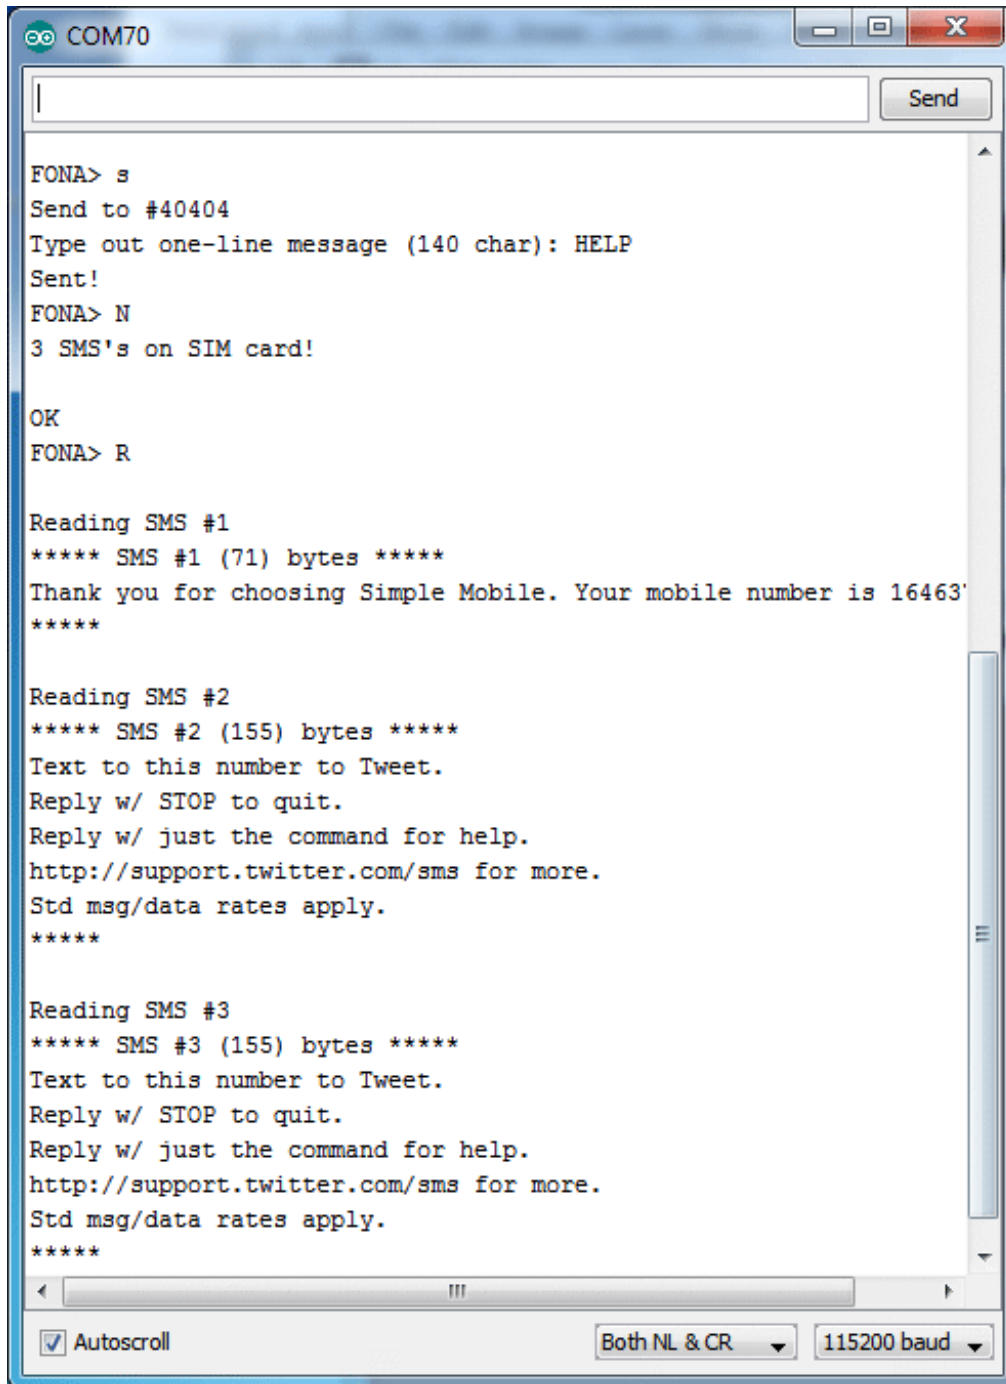 COM70
Send
FONA> s
Send to #40404
Type out one-line message (140 char): HELP
Sent!
FONA> N
3 SMS's on SIM card!
OK
FONA> R
Reading SMS #1
***** SMS #1 (71) bytes *****
Thank you for choosing Simple Mobile. Your mobile number is 16463
*****
Reading SMS #2
***** SMS #2 (155) bytes *****
Text to this number to Tweet.
Reply w/ STOP to quit.
Reply w/ just the command for help.
http://support.twitter.com/sms for more.
Std msg/data rates apply.
*****
Reading SMS #3
***** SMS #3 (155) bytes *****
Text to this number to Tweet.
Reply w/ STOP to quit.
Reply w/ just the command for help.
http://support.twitter.com/sms for more.
Std msg/data rates apply.
*****
Autoscroll Both NL & CR 115200 baud